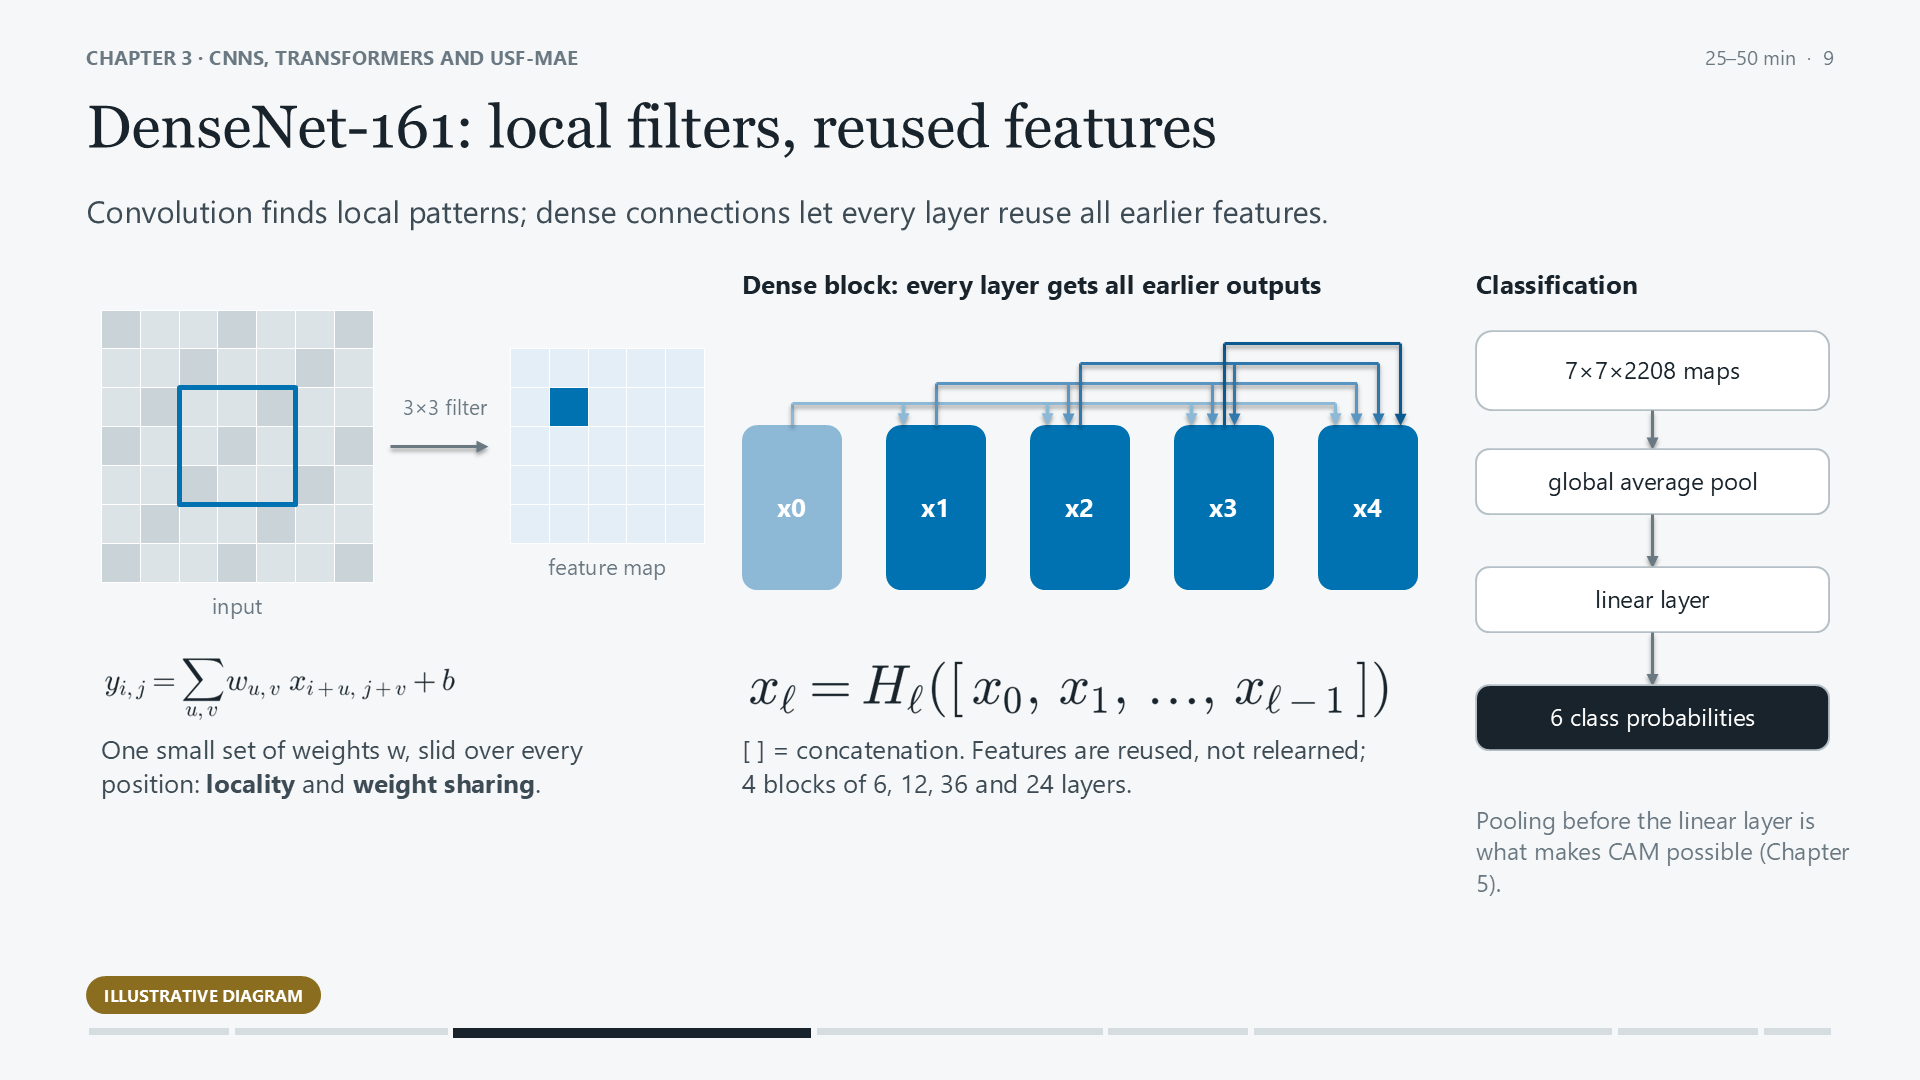 CHAPTER 3 · CNNS, TRANSFORMERS AND USF-MAE
25–50 min · 9
DenseNet-161: local filters, reused features
Convolution finds local patterns; dense connections let every layer reuse all earlier features.
3×3 filter
feature map
input
y_{i,j} = ∑_{u,v} w_{u,v} x_{i+u, j+v} + b
One small set of weights w, slid over every
position: locality and weight sharing.
Dense block: every layer gets all earlier outputs
x0 x1 x2 x3 x4
x_ℓ = H_ℓ([ x_0, x_1, ..., x_{ℓ−1} ])
[ ] = concatenation. Features are reused, not relearned;
4 blocks of 6, 12, 36 and 24 layers.
Classification
7×7×2208 maps
global average pool
linear layer
6 class probabilities
Pooling before the linear layer is
what makes CAM possible (Chapter
5).
ILLUSTRATIVE DIAGRAM